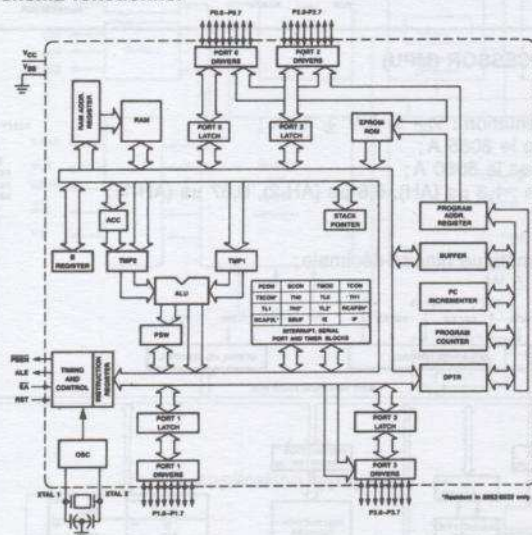 P0.0–P0.7
P2.0–P2.7
VCC
VSS
PORT 0
DRIVERS
PORT 2
DRIVERS
RAM ADDR.
REGISTER
RAM
PORT 0
LATCH
PORT 2
LATCH
EPROM/
ROM
ACC
STACK
POINTER
PROGRAM
ADDR.
REGISTER
B
REGISTER
TMP2
TMP1
BUFFER
ALU
PCON SCON TMOD TCON
T2CON* TH0 TL0 TH1
TL1 TH2* TL2* RCAP2H*
RCAP2L* SBUF IE IP
INTERRUPT, SERIAL
PORT AND TIMER BLOCKS
PC
INCREMENTER
PSW
PROGRAM
COUNTER
PSEN
ALE
EA
RST
TIMING
AND
CONTROL
INSTRUCTION
REGISTER
DPTR
PORT 1
LATCH
PORT 3
LATCH
OSC
PORT 1
DRIVERS
PORT 3
DRIVERS
XTAL 1
XTAL 2
P1.0–P1.7
P3.0–P3.7